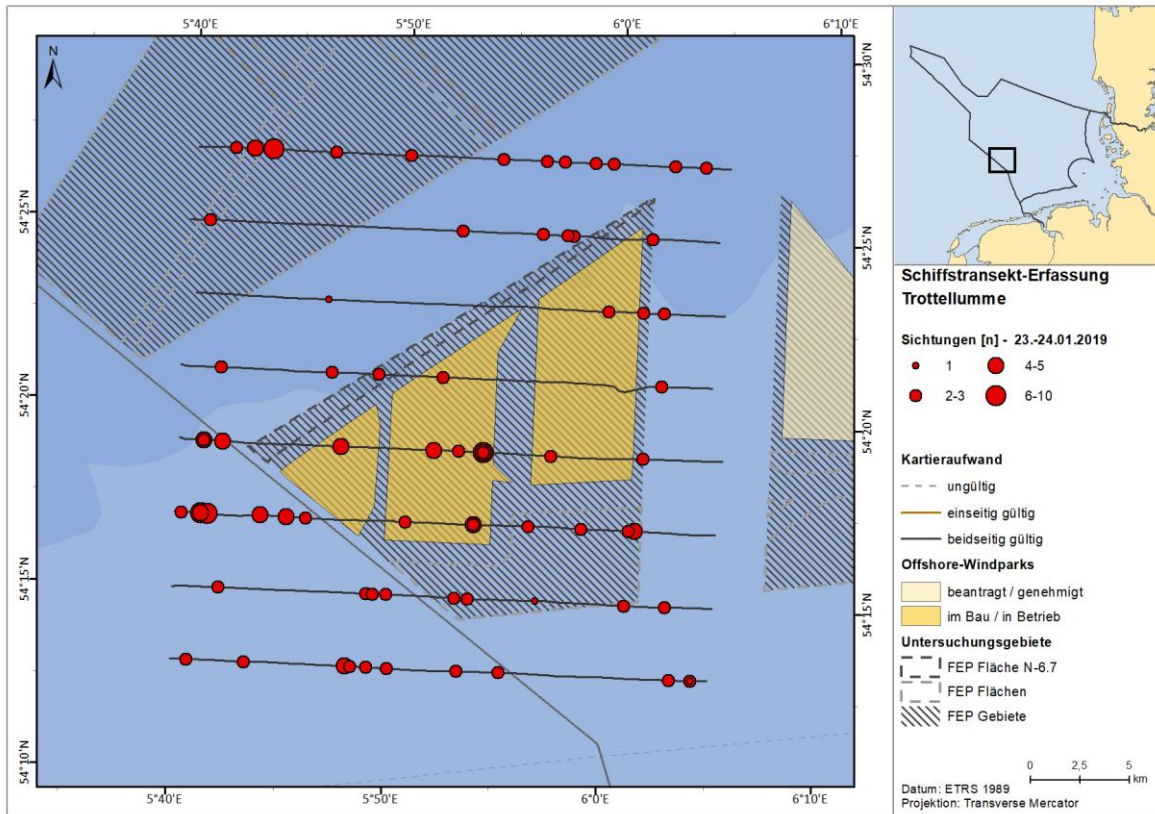 5°40'E 5°50'E 6°0'E 6°10'E
N
54°30'N
54°25'N
54°25'N
54°20'N
54°20'N
54°15'N
54°15'N
54°10'N
5°40'E 5°50'E 6°0'E 6°10'E
Schiffstransekt-Erfassung
Trottellumme
Sichtungen [n] - 23.-24.01.2019
1 4-5
2-3 6-10
Kartieraufwand
ungültig
einseitig gültig
beidseitig gültig
Offshore-Windparks
beantragt / genehmigt
im Bau / in Betrieb
Untersuchungsgebiete
FEP Fläche N-6.7
FEP Flächen
FEP Gebiete
0 2,5 5
km
Datum: ETRS 1989
Projektion: Transverse Mercator